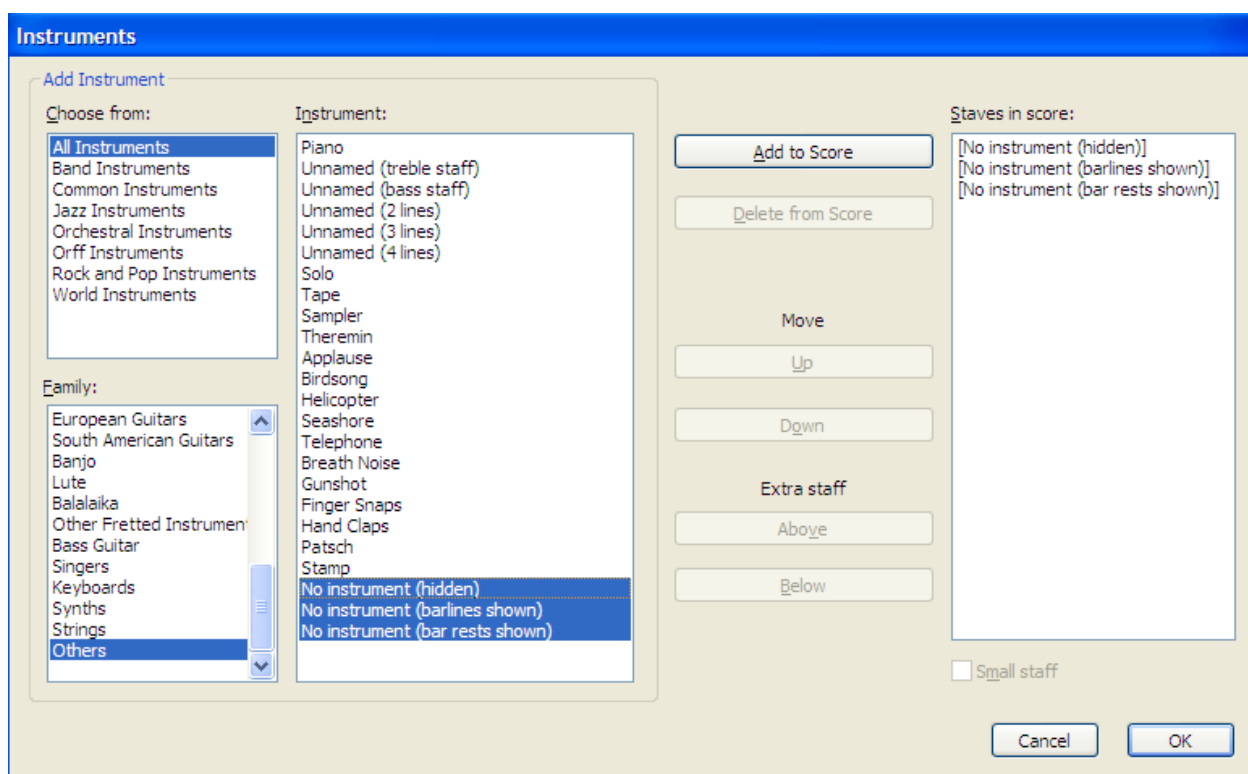 Instruments
Add Instrument
Choose from:
All Instruments
Band Instruments
Common Instruments
Jazz Instruments
Orchestral Instruments
Orff Instruments
Rock and Pop Instruments
World Instruments
Family:
European Guitars
South American Guitars
Banjo
Lute
Balalaika
Other Fretted Instrument
Bass Guitar
Singers
Keyboards
Synths
Strings
Others
Instrument:
Piano
Unnamed (treble staff)
Unnamed (bass staff)
Unnamed (2 lines)
Unnamed (3 lines)
Unnamed (4 lines)
Solo
Tape
Sampler
Theremin
Applause
Birdsong
Helicopter
Seashore
Telephone
Breath Noise
Gunshot
Finger Snaps
Hand Claps
Patsch
Stamp
No instrument (hidden)
No instrument (barlines shown)
No instrument (bar rests shown)
Add to Score
Delete from Score
Move
Up
Down
Extra staff
Above
Below
Staves in score:
[No instrument (hidden)]
[No instrument (barlines shown)]
[No instrument (bar rests shown)]
Small staff
Cancel
OK